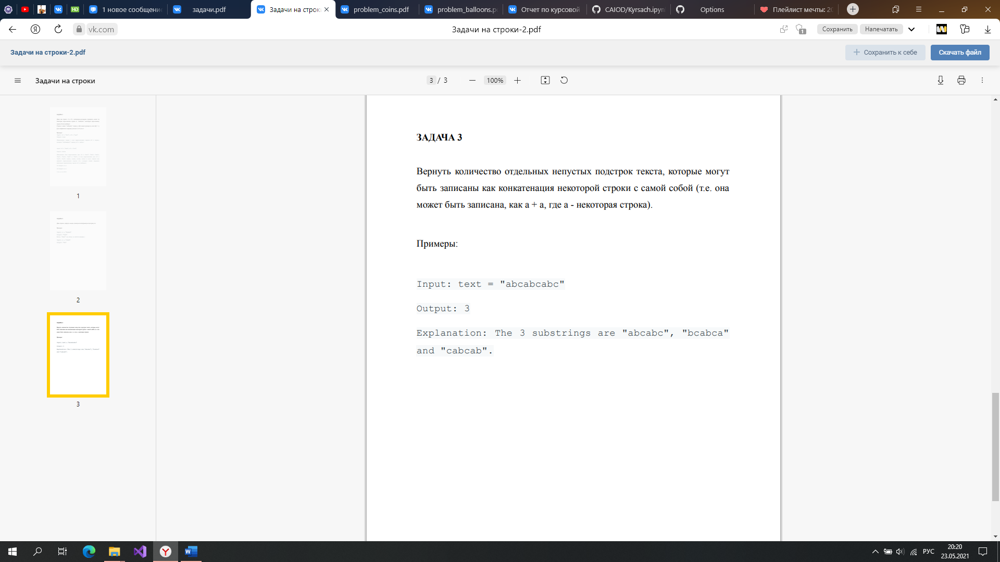 1 новое сообщени
задачи.pdf
Задачи на строк
problem_coins.pdf
problem_balloons.p
Отчет по курсовой
CAIOD/Kyrsach.ipyn
Options
Плейлист мечты: 20
HD
vk.com
Задачи на строки-2.pdf
1
Сохранить
Напечатать
Задачи на строки-2.pdf
Сохранить к себе
Скачать файл
Задачи на строки
3 / 3
100%
1
2
3
ЗАДАЧА 3
Вернуть количество отдельных непустых подстрок текста, которые могут
быть записаны как конкатенация некоторой строки с самой собой (т.е. она
может быть записана, как a + a, где a - некоторая строка).
Примеры:
Input: text = "abcabcabc"
Output: 3
Explanation: The 3 substrings are "abcabc", "bcabca"
and "cabcab".
РУС
20:20
23.05.2021